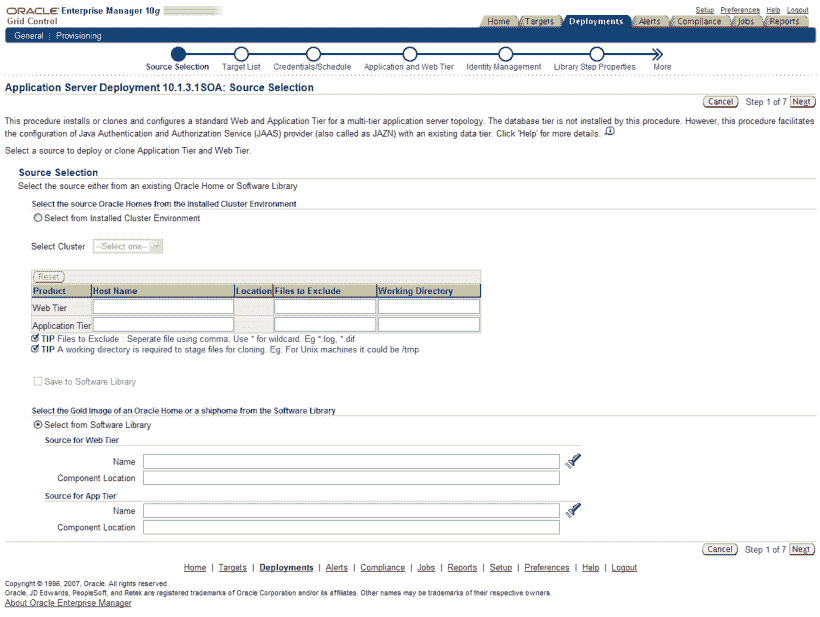 ORACLE Enterprise Manager 10g
Grid Control
Setup Preferences Help Logout
Home Targets Deployments Alerts Compliance Jobs Reports
General Provisioning
Source Selection Target List Credentials/Schedule Application and Web Tier Identity Management Library Step Properties More
Application Server Deployment 10.1.3.1SOA: Source Selection
Cancel Step 1 of 7 Next
This procedure installs or clones and configures a standard Web and Application Tier for a multi-tier application server topology. The database tier is not installed by this procedure. However, this procedure facilitates
the configuration of Java Authentication and Authorization Service (JAAS) provider (also called as JAZN) with an existing data tier. Click 'Help' for more details.
Select a source to deploy or clone Application Tier and Web Tier.
Source Selection
Select the source either from an existing Oracle Home or Software Library
Select the source Oracle Homes from the Installed Cluster Environment
Select from Installed Cluster Environment
Select Cluster --Select one--
Reset
Product Host Name Location Files to Exclude Working Directory
Web Tier
Application Tier
TIP Files to Exclude : Seperate file using comma. Use * for wildcard. Eg *.log, *.dif
TIP A working directory is required to stage files for cloning. Eg. For Unix machines it could be /tmp
Save to Software Library
Select the Gold Image of an Oracle Home or a shiphome from the Software Library
Select from Software Library
Source for Web Tier
Name
Component Location
Source for App Tier
Name
Component Location
Cancel Step 1 of 7 Next
Home | Targets | Deployments | Alerts | Compliance | Jobs | Reports | Setup | Preferences | Help | Logout
Copyright © 1996, 2007, Oracle. All rights reserved.
Oracle, JD Edwards, PeopleSoft, and Retek are registered trademarks of Oracle Corporation and/or its affiliates. Other names may be trademarks of their respective owners.
About Oracle Enterprise Manager